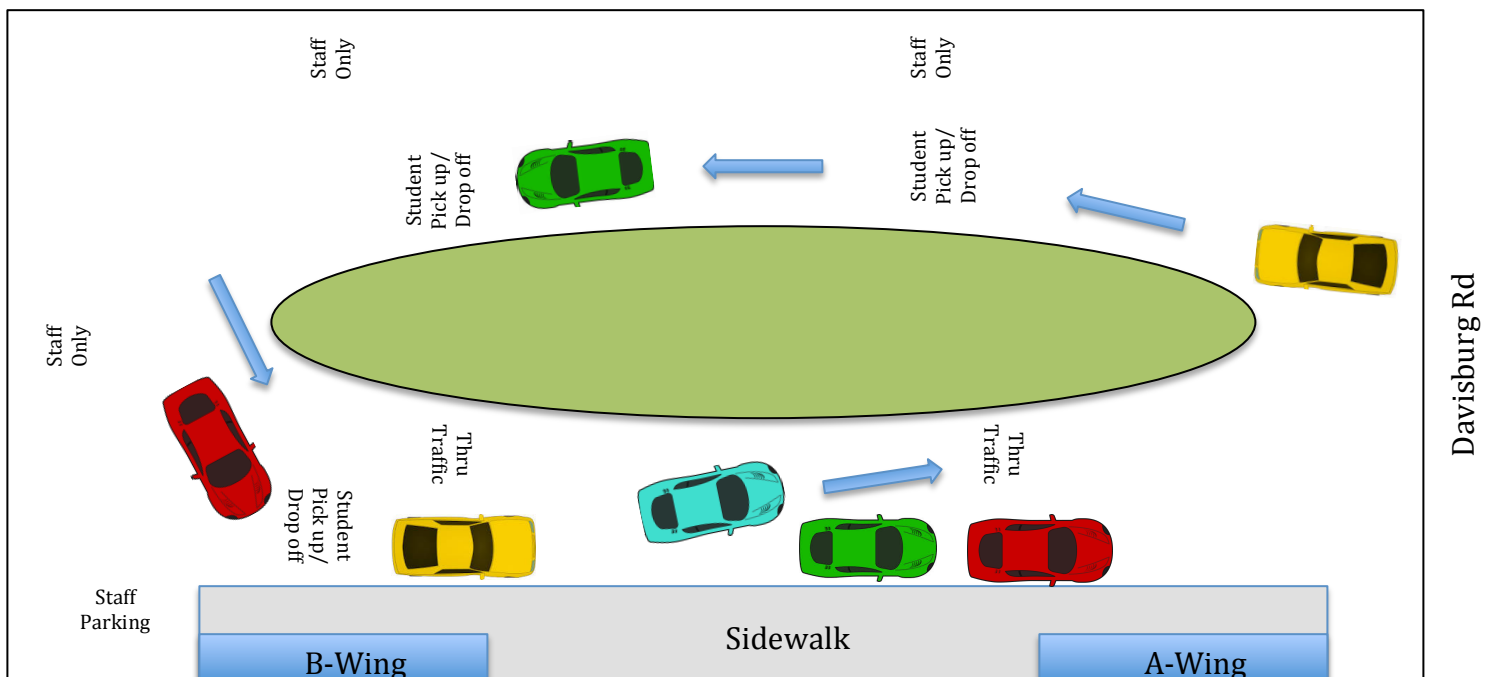 Staff
Only
Staff
Only
Student
Pick up/
Drop off
Student
Pick up/
Drop off
Davisburg Rd
Staff
Only
Thru
Traffic
Thru
Traffic
Student
Pick up/
Drop off
Staff
Parking
Sidewalk
B-Wing
A-Wing